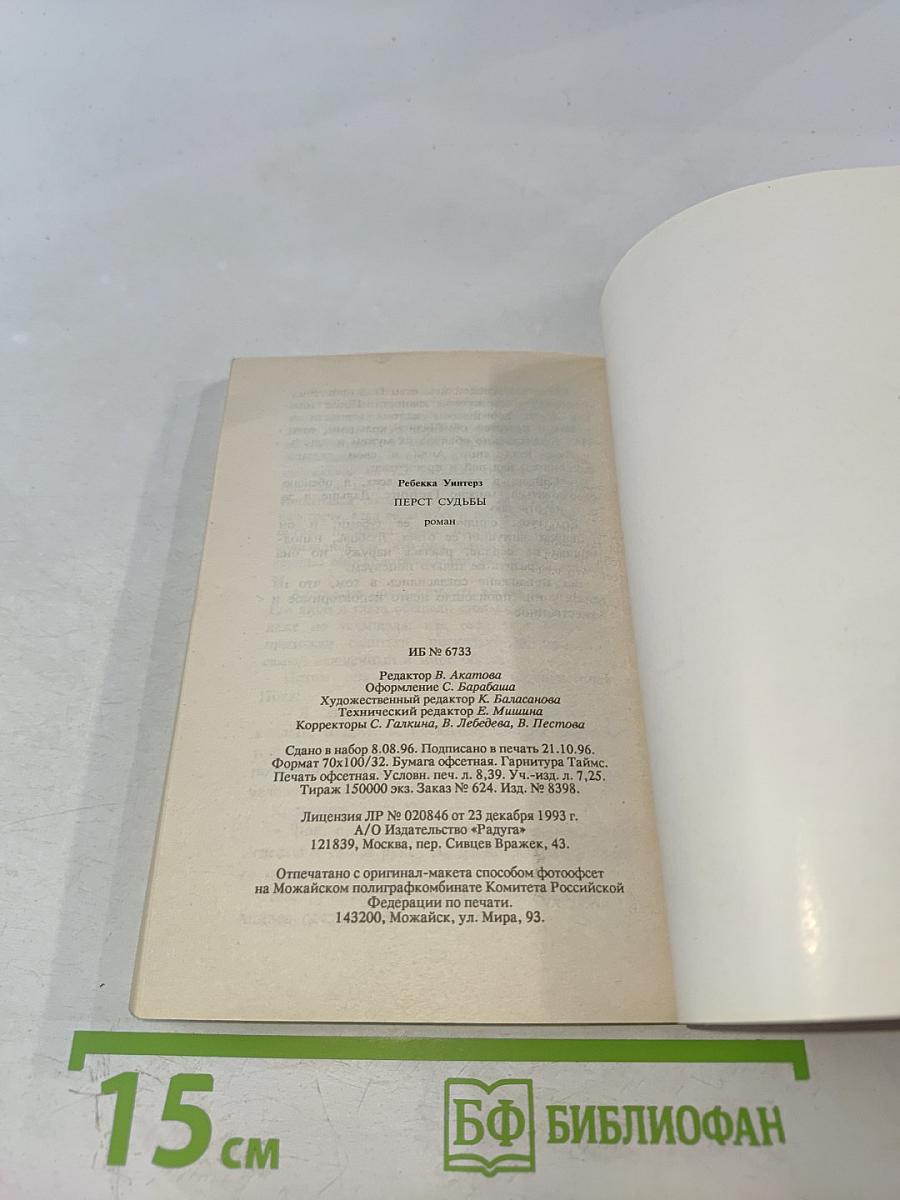 Ребекка Уинтерз
ПЕРСТ СУДЬБЫ
роман
ИБ № 6733
Редактор В. Акатова
Оформление С. Барабаша
Художественный редактор К. Баласанова
Технический редактор Е. Мишина
Корректоры С. Галкина, В. Лебедева, В. Пестова
Сдано в набор 8.08.96. Подписано в печать 21.10.96.
Формат 70х100/32. Бумага офсетная. Гарнитура Таймс.
Печать офсетная. Условн. печ. л. 8,39. Уч.-изд. л. 7,25.
Тираж 150000 экз. Заказ № 624. Изд. № 8398.
Лицензия ЛР № 020846 от 23 декабря 1993 г.
А/О Издательство «Радуга»
121839, Москва, пер. Сивцев Вражек, 43.
Отпечатано с оригинал-макета способом фотоофсет
на Можайском полиграфкомбинате Комитета Российской
Федерации по печати.
143200, Можайск, ул. Мира, 93.
15 см
БФ БИБЛИОФАН